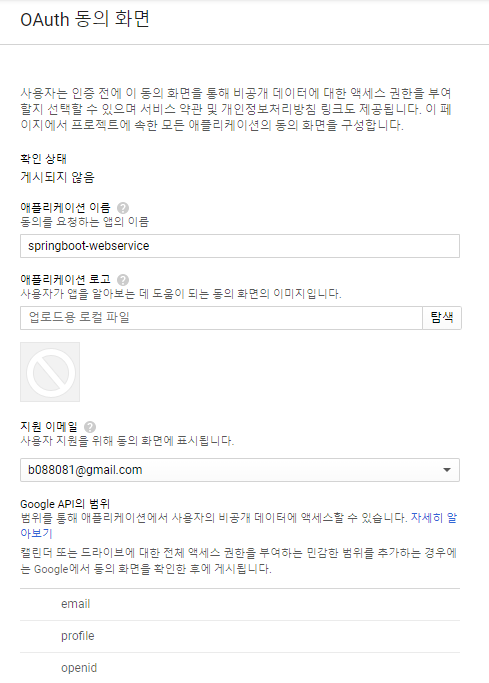 OAuth 동의 화면
사용자는 인증 전에 이 동의 화면을 통해 비공개 데이터에 대한 액세스 권한을 부여
할지 선택할 수 있으며 서비스 약관 및 개인정보처리방침 링크도 제공됩니다. 이 페
이지에서 프로젝트에 속한 모든 애플리케이션의 동의 화면을 구성합니다.
확인 상태
게시되지 않음
애플리케이션 이름 ?
동의를 요청하는 앱의 이름
springboot-webservice
애플리케이션 로고 ?
사용자가 앱을 알아보는 데 도움이 되는 동의 화면의 이미지입니다.
업로드용 로컬 파일 탐색
지원 이메일 ?
사용자 지원을 위해 동의 화면에 표시됩니다.
b088081@gmail.com
Google API의 범위
범위를 통해 애플리케이션에서 사용자의 비공개 데이터에 액세스할 수 있습니다. 자세히 알
아보기
캘린더 또는 드라이브에 대한 전체 액세스 권한을 부여하는 민감한 범위를 추가하는 경우에
는 Google에서 동의 화면을 확인한 후에 게시됩니다.
email
profile
openid